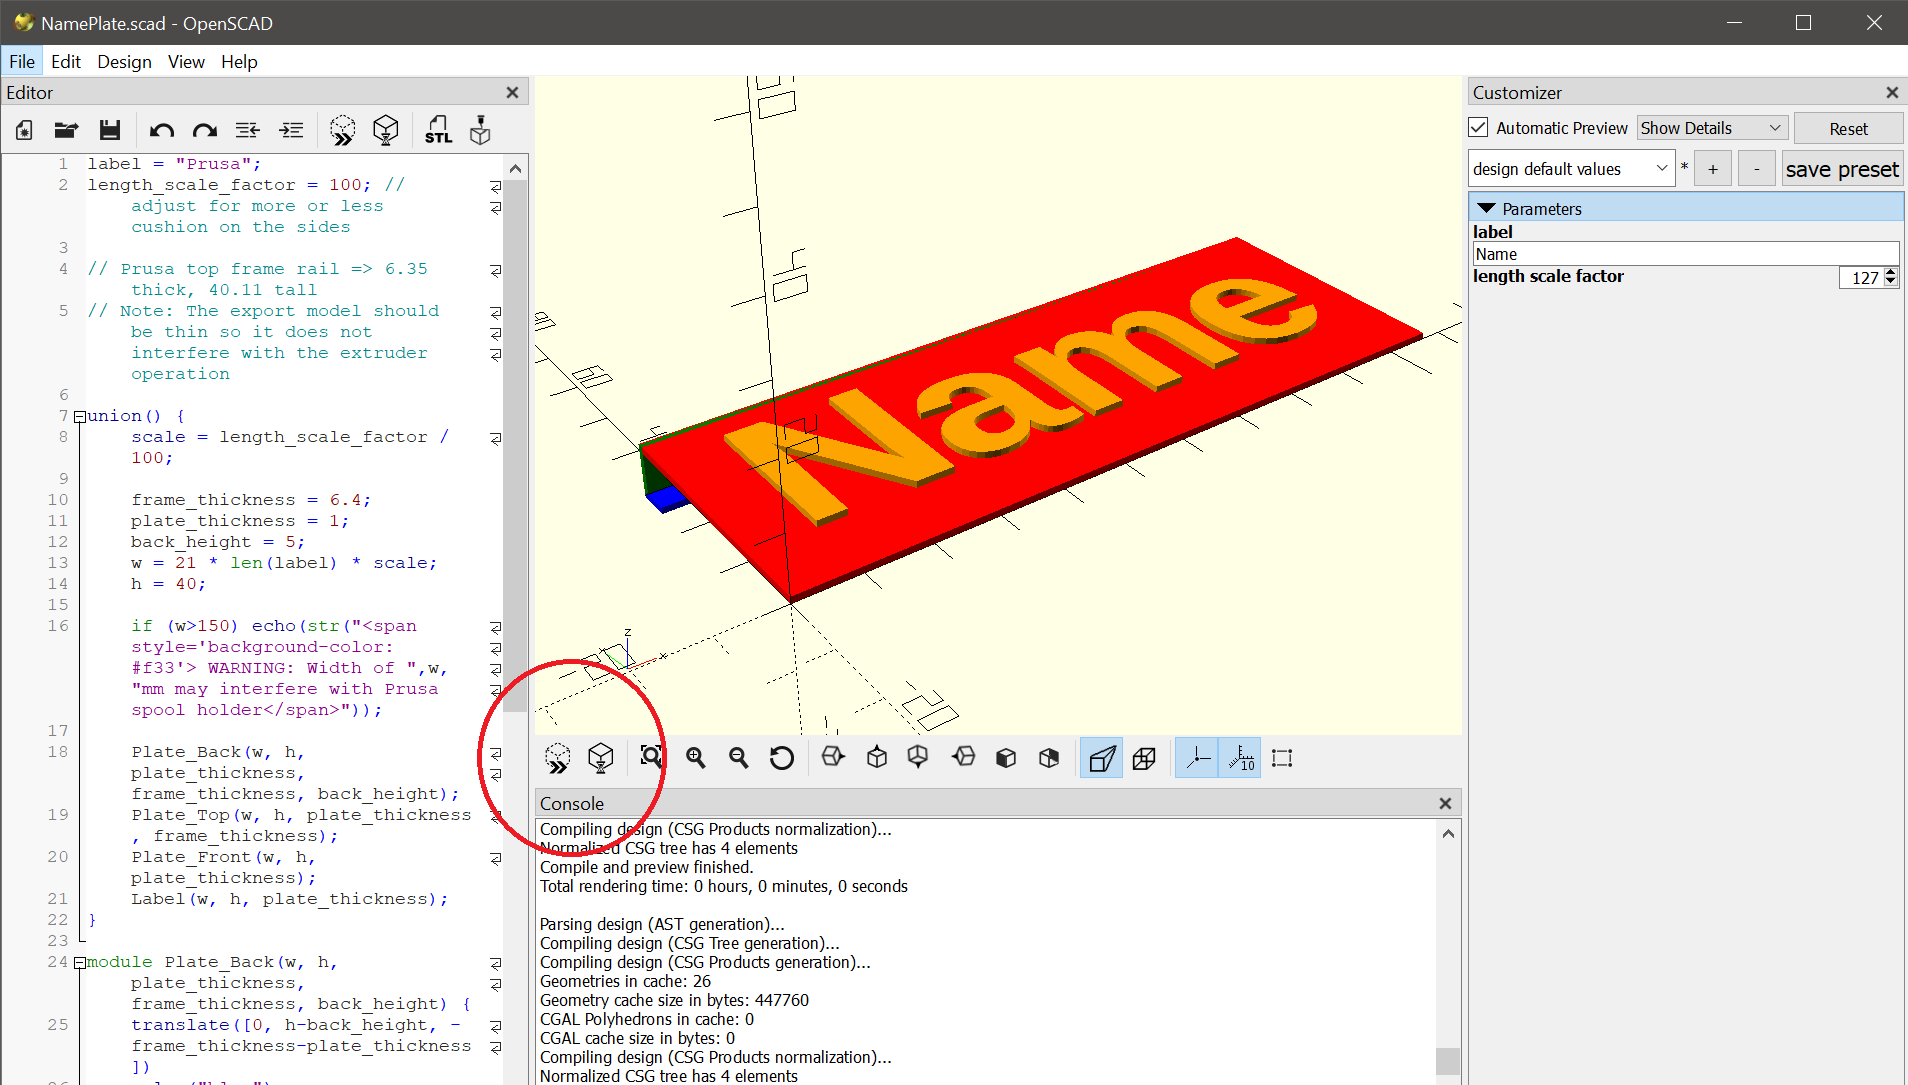 NamePlate.scad - OpenSCAD
File Edit Design View Help
Editor
STL
1 label = "Prusa";
2 length_scale_factor = 100; //
adjust for more or less
cushion on the sides
3
4 // Prusa top frame rail => 6.35
thick, 40.11 tall
5 // Note: The export model should
be thin so it does not
interfere with the extruder
operation
6
7 union() {
8 scale = length_scale_factor /
100;
9
10 frame_thickness = 6.4;
11 plate_thickness = 1;
12 back_height = 5;
13 w = 21 * len(label) * scale;
14 h = 40;
15
16 if (w>150) echo(str("<span
style='background-color:
#f33'> WARNING: Width of ",w,
"mm may interfere with Prusa
spool holder</span>"));
17
18 Plate_Back(w, h,
plate_thickness,
frame_thickness, back_height);
19 Plate_Top(w, h, plate_thickness
, frame_thickness);
20 Plate_Front(w, h,
plate_thickness);
21 Label(w, h, plate_thickness);
22 }
23
24 module Plate_Back(w, h,
plate_thickness,
frame_thickness, back_height) {
25 translate([0, h-back_height, -
frame_thickness-plate_thickness
])
Name
z
x
10
Console
Compiling design (CSG Products normalization)...
Normalized CSG tree has 4 elements
Compile and preview finished.
Total rendering time: 0 hours, 0 minutes, 0 seconds
Parsing design (AST generation)...
Compiling design (CSG Tree generation)...
Compiling design (CSG Products generation)...
Geometries in cache: 26
Geometry cache size in bytes: 447760
CGAL Polyhedrons in cache: 0
CGAL cache size in bytes: 0
Compiling design (CSG Products normalization)...
Normalized CSG tree has 4 elements
Customizer
Automatic Preview Show Details Reset
design default values * + - save preset
Parameters
label
Name
length scale factor 127